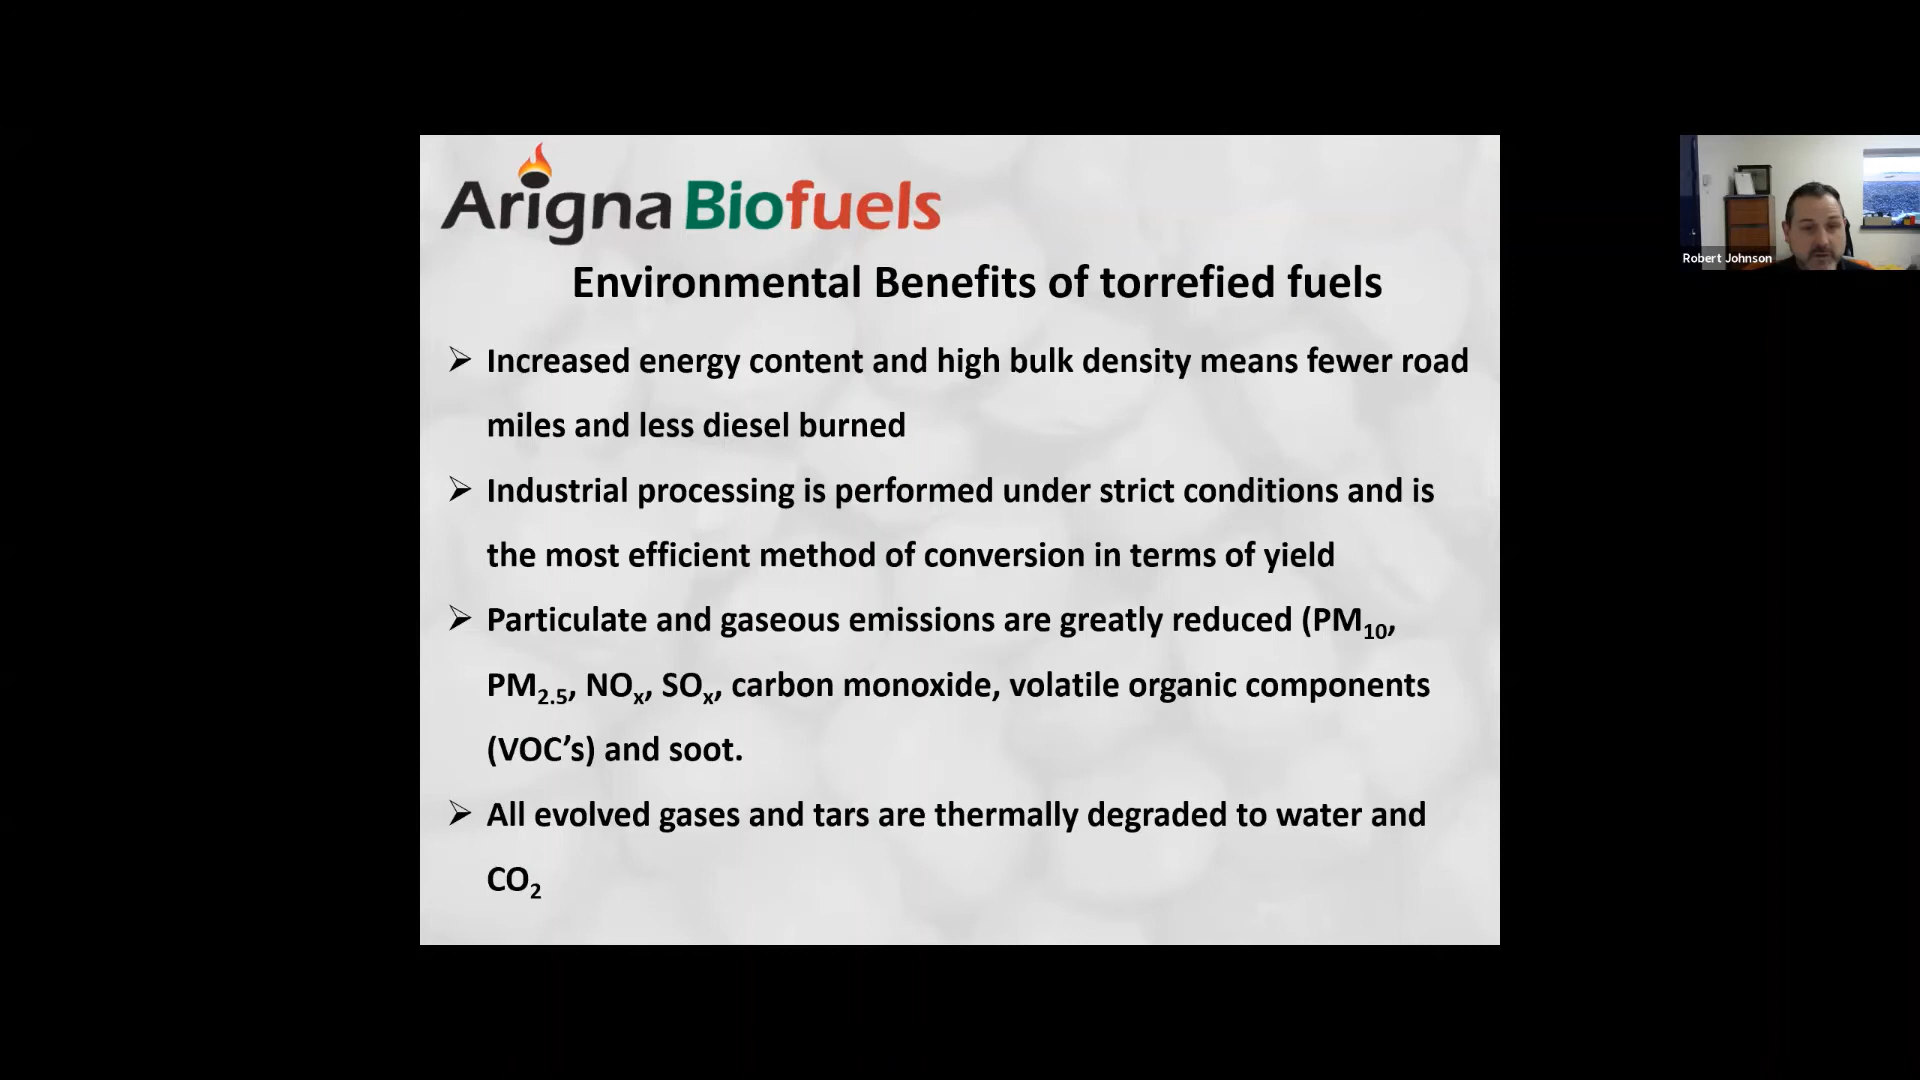 Arigna Biofuels
Environmental Benefits of torrefied fuels
➢ Increased energy content and high bulk density means fewer road
miles and less diesel burned
➢ Industrial processing is performed under strict conditions and is
the most efficient method of conversion in terms of yield
➢ Particulate and gaseous emissions are greatly reduced (PM₁₀,
PM₂.₅, NOₓ, SOₓ, carbon monoxide, volatile organic components
(VOC’s) and soot.
➢ All evolved gases and tars are thermally degraded to water and
CO₂
Robert Johnson